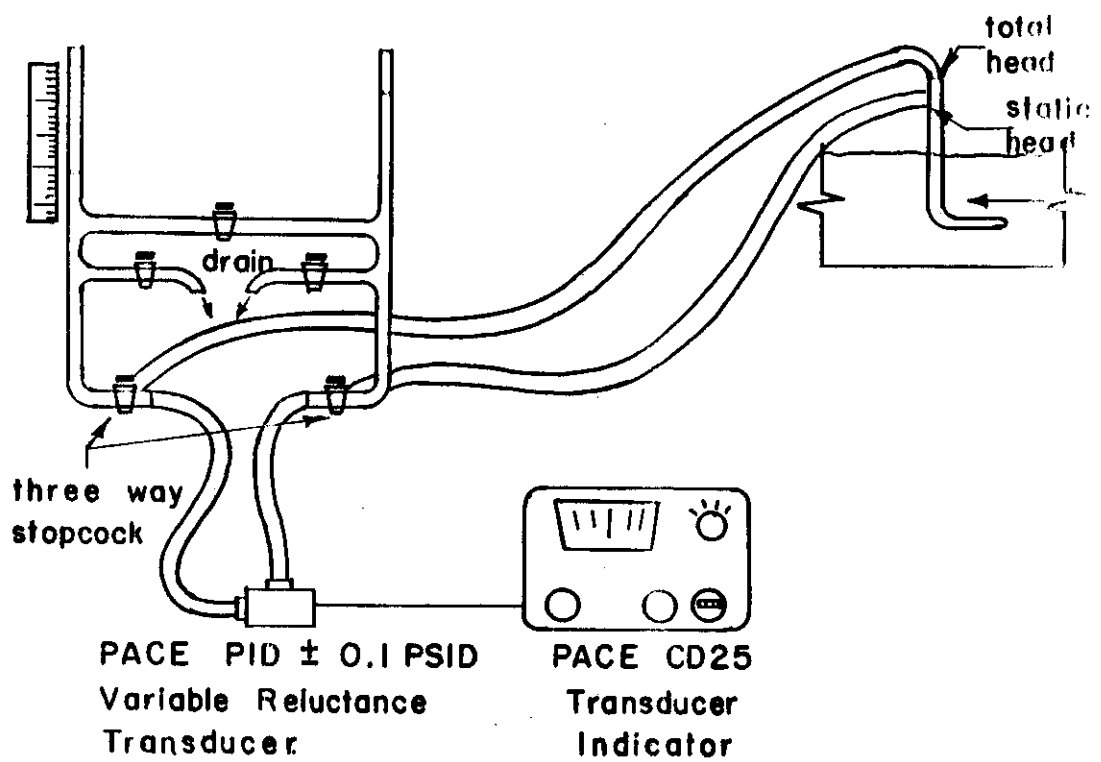 total
head
static
head
drain
three way
stopcock
PACE PID ± 0.1 PSID
Variable Reluctance
Transducer.
PACE CD25
Transducer
Indicator